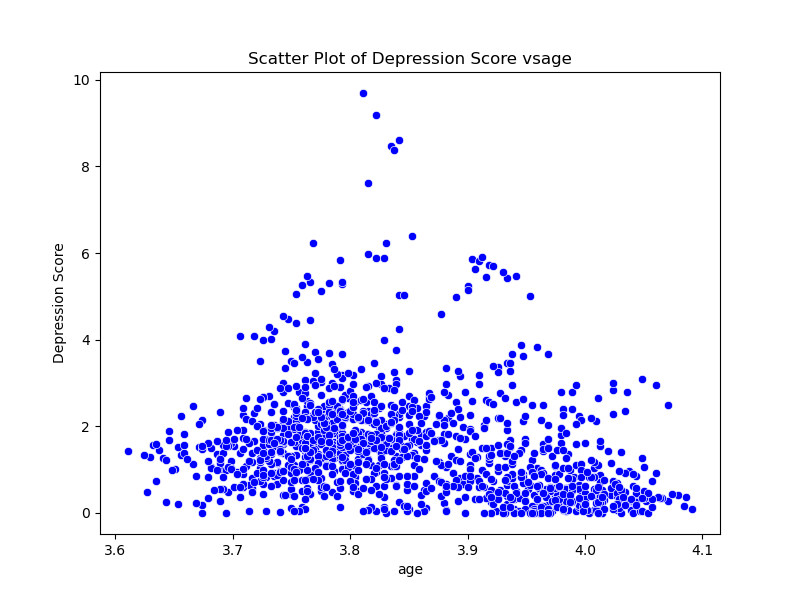 Scatter Plot of Depression Score vsage
10
8
6
4
2
0
Depression Score
3.6 3.7 3.8 3.9 4.0 4.1
age